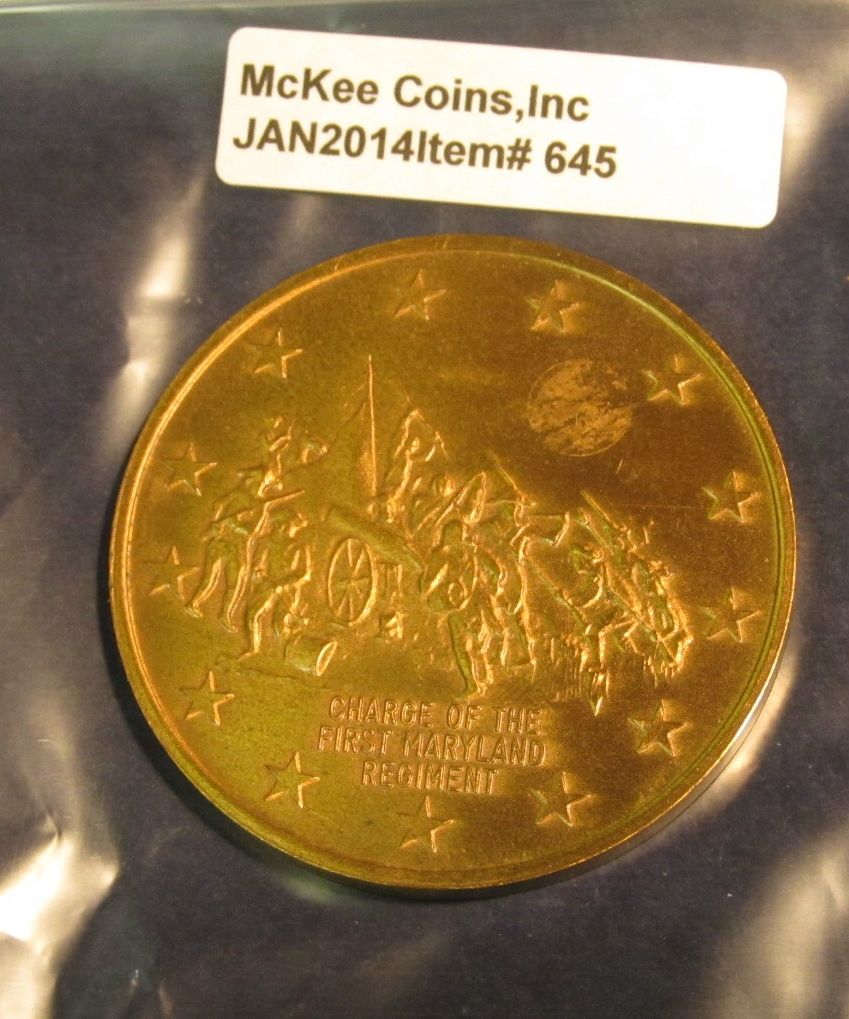 McKee Coins,Inc
JAN2014Item# 645
CHARGE OF THE
FIRST MARYLAND
REGIMENT